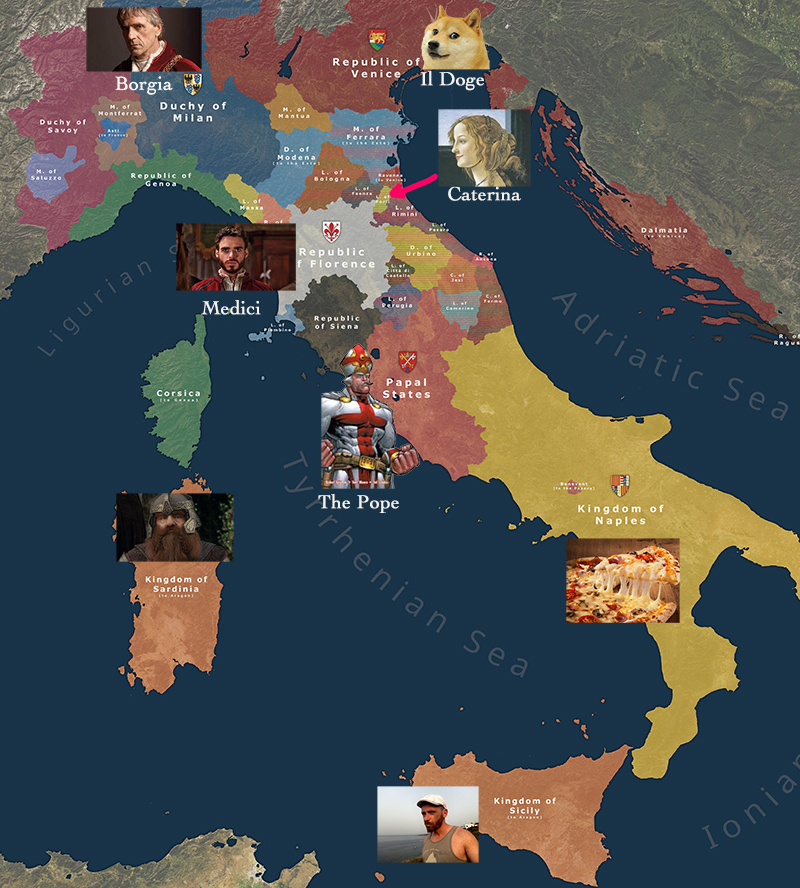 Borgia
Republic of
Venice
Il Doge
Duchy of
Milan
M. of
Montferrat
Duchy of
Savoy
Asti
(to France)
M. of
Mantua
M. of
Ferrara
(to the Este)
D. of
Modena
(to the Este)
M. of
Saluzzo
Republic of
Genoa
L. of
Bologna
Ravenna
(to Venice)
L. of
Faenza
L. of
Forlì
Caterina
L. of
Massa
L. of
Rimini
L. of
Pesaro
R. of
Ancona
Dalmatia
(to Venice)
Republic
f Florence
D. of
Urbino
L. of
Città di
Castello
C. of
Jesi
Ligurian
Medici
L. of
Perugia
L. of
Camerino
C. of
Fermo
L. of
Piombino
Republic
of Siena
Adriatic Sea
R. of
Ragu
Corsica
(to Genoa)
Papal
States
Tyrrhenian Sea
The Pope
Benevent
(to the Papacy)
Kingdom of
Naples
Kingdom of
Sardinia
(to Aragon)
Kingdom of
Sicily
(to Aragon)
Ionia